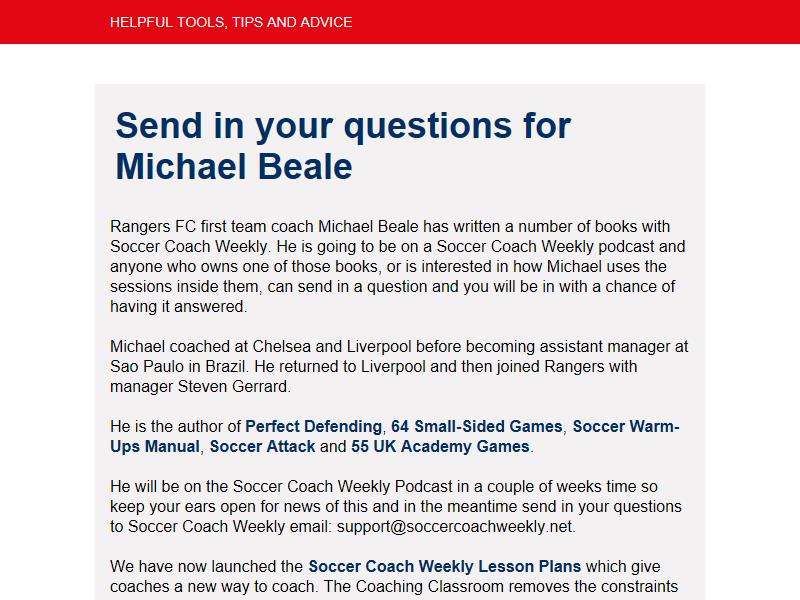 HELPFUL TOOLS, TIPS AND ADVICE
Send in your questions for
Michael Beale
Rangers FC first team coach Michael Beale has written a number of books with
Soccer Coach Weekly. He is going to be on a Soccer Coach Weekly podcast and
anyone who owns one of those books, or is interested in how Michael uses the
sessions inside them, can send in a question and you will be in with a chance of
having it answered.
Michael coached at Chelsea and Liverpool before becoming assistant manager at
Sao Paulo in Brazil. He returned to Liverpool and then joined Rangers with
manager Steven Gerrard.
He is the author of Perfect Defending, 64 Small-Sided Games, Soccer Warm-
Ups Manual, Soccer Attack and 55 UK Academy Games.
He will be on the Soccer Coach Weekly Podcast in a couple of weeks time so
keep your ears open for news of this and in the meantime send in your questions
to Soccer Coach Weekly email: support@soccercoachweekly.net.
We have now launched the Soccer Coach Weekly Lesson Plans which give
coaches a new way to coach. The Coaching Classroom removes the constraints